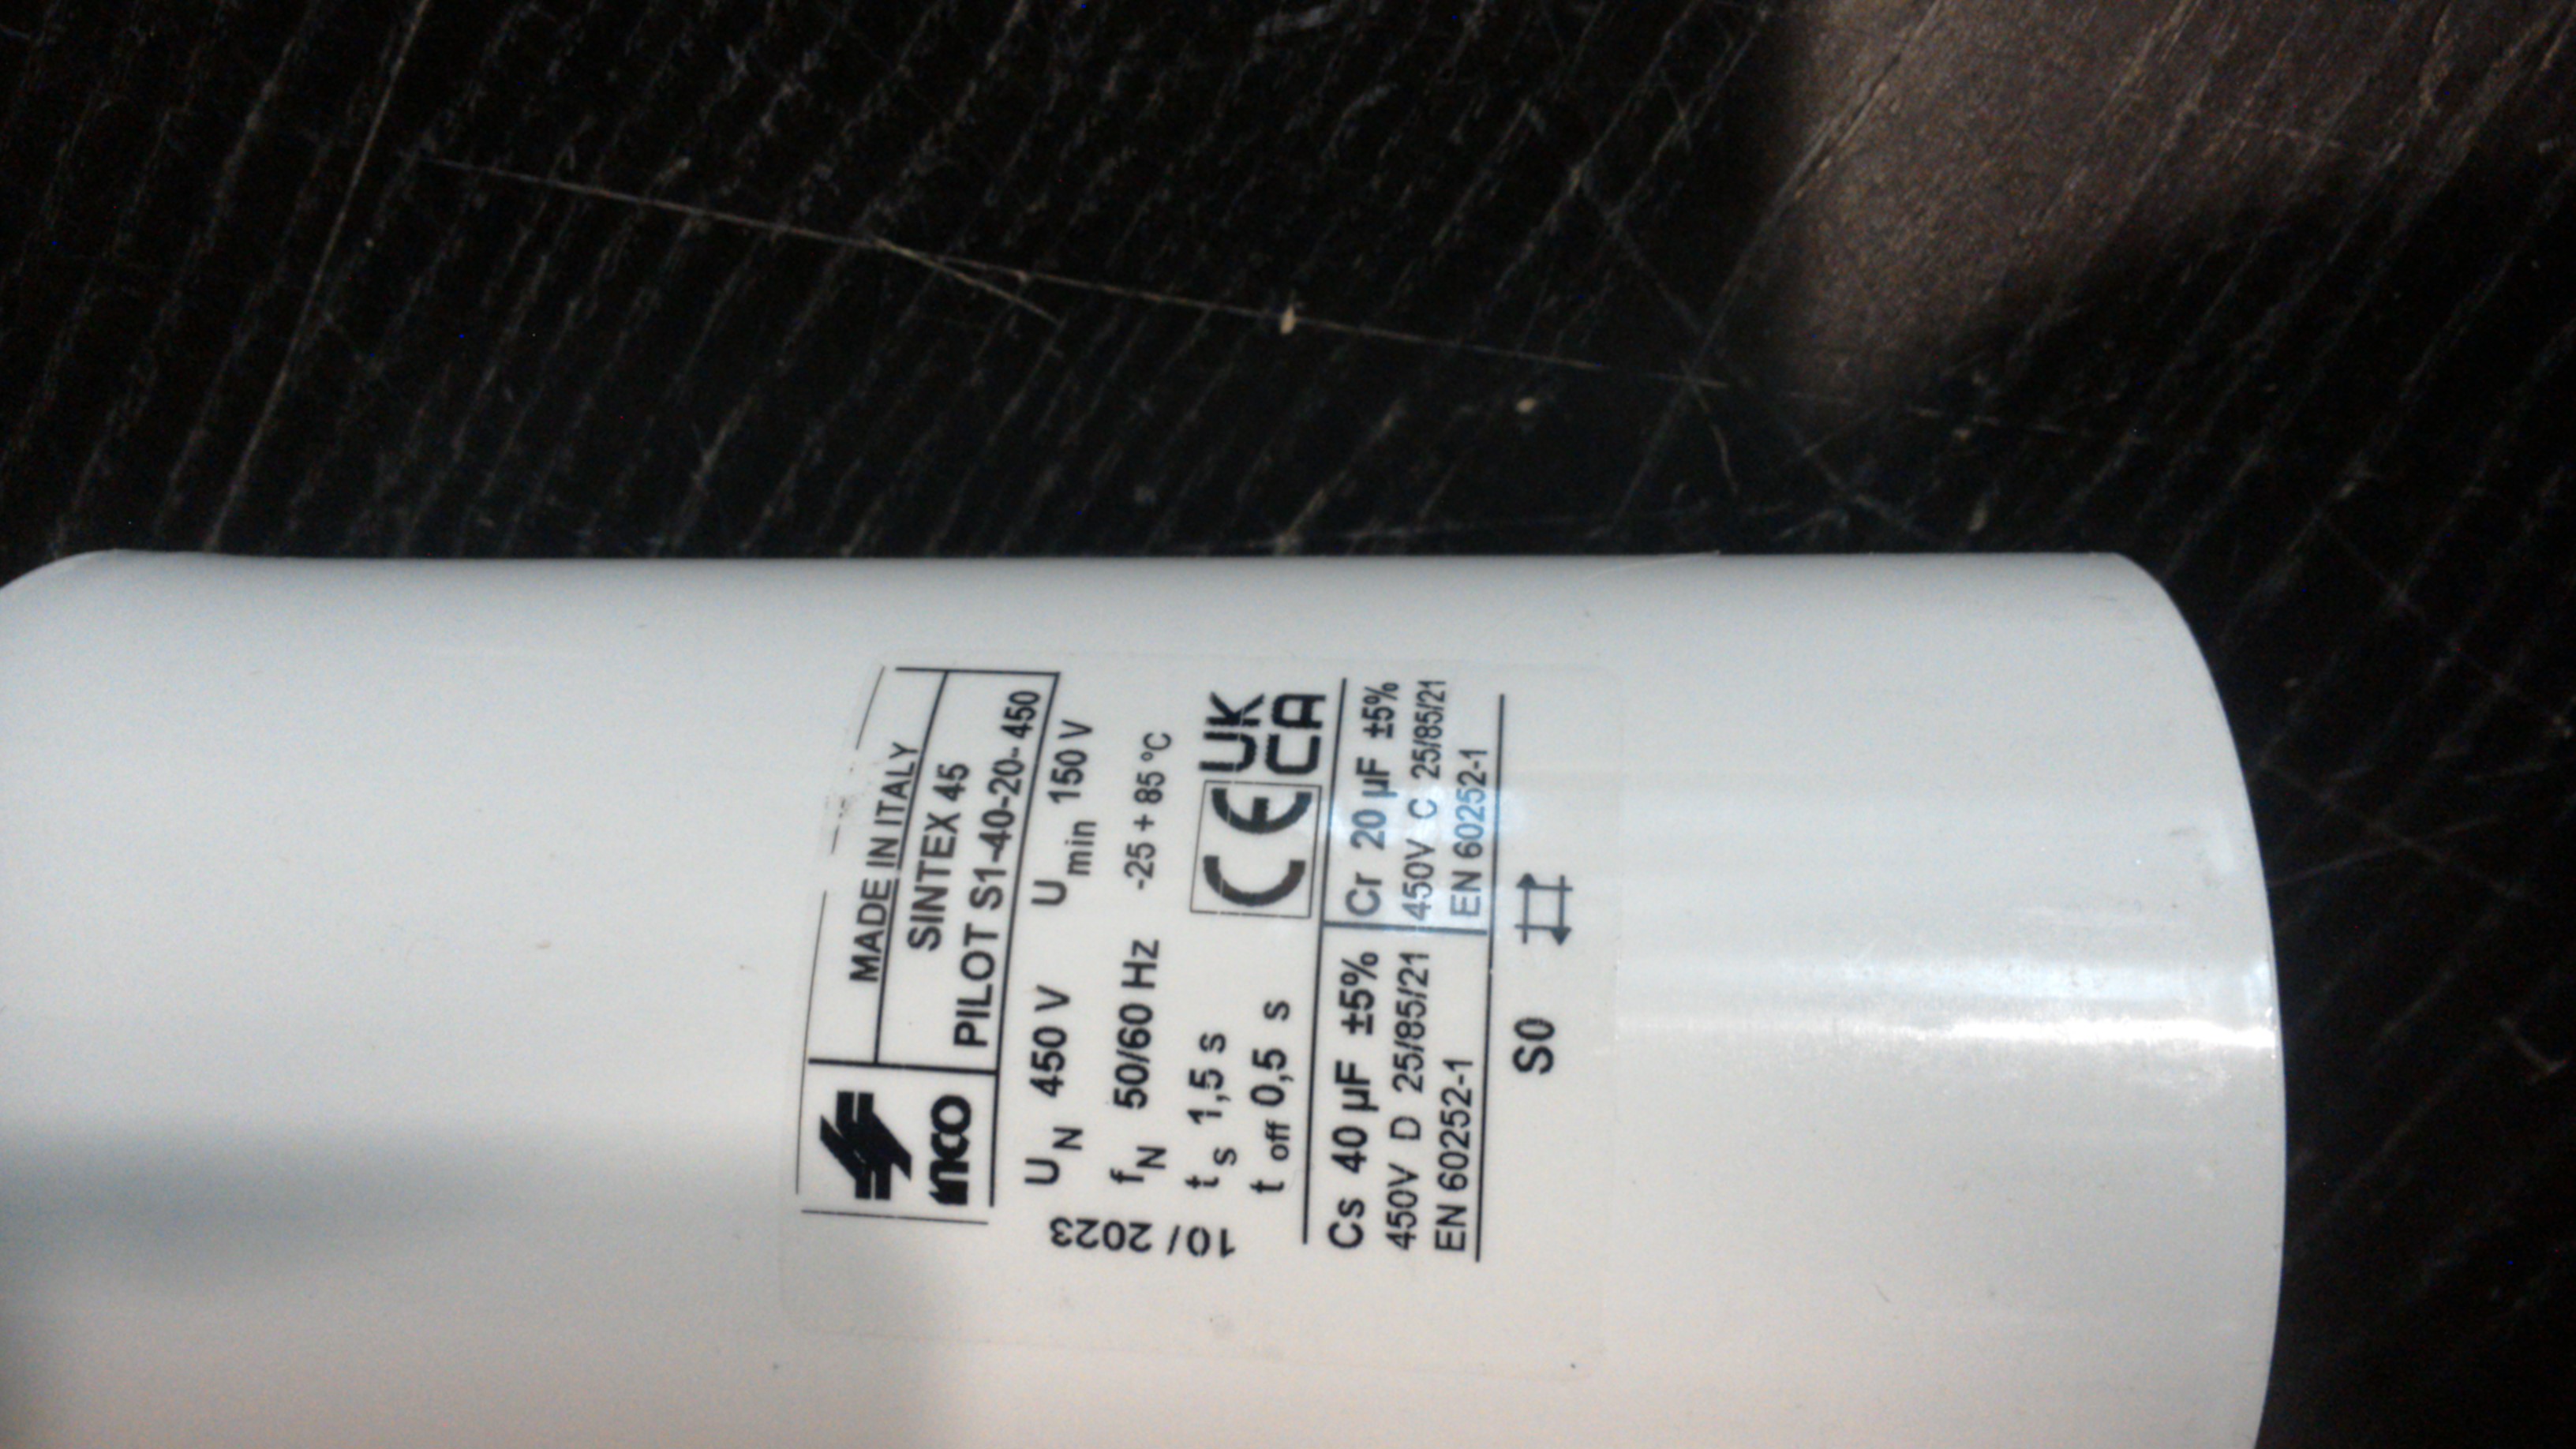 MADE IN ITALY
SINTEX 45
inco
PILOT S1-40-20-450
UN 450 V Umin 150 V
fN 50/60 Hz -25 + 85 °C
ts 1,5 s
t off 0,5 s
CE
UK
CA
10/ 2023
Cs 40 µF ±5%
450V D 25/85/21
EN 60252-1
Cr 20 µF ±5%
450V C 25/85/21
EN 60252-1
S0